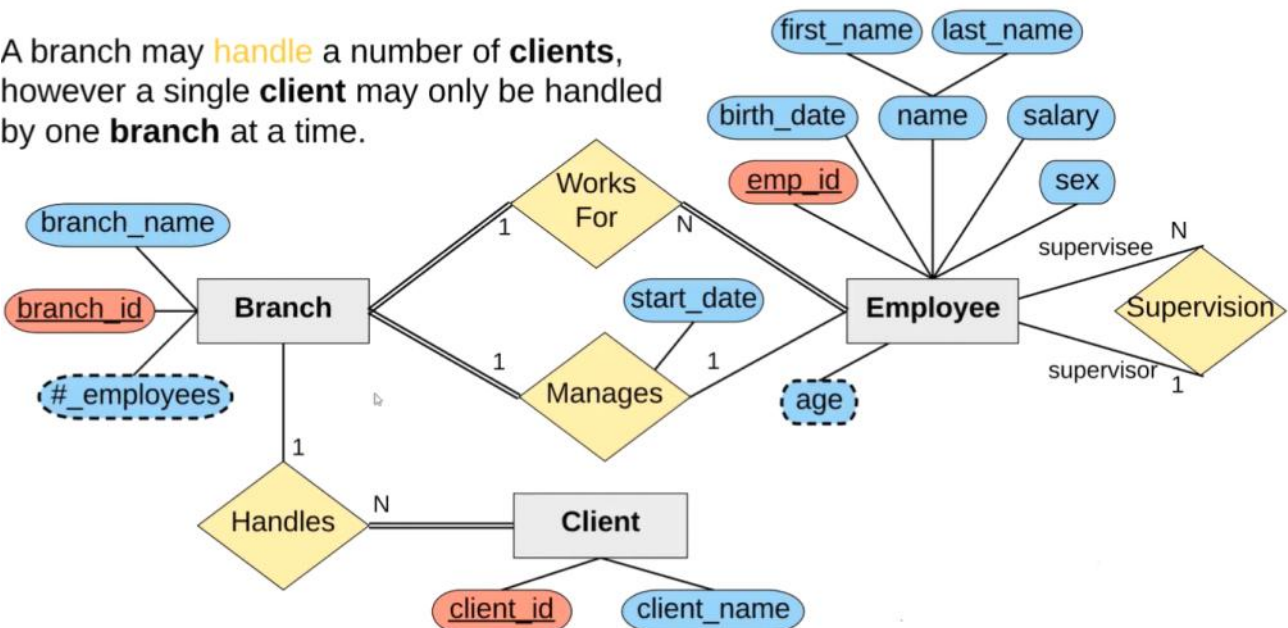 A branch may handle a number of clients,
however a single client may only be handled
by one branch at a time.
first_name
last_name
birth_date
name
salary
emp_id
sex
branch_name
branch_id
#_employees
Branch
Works
For
1
N
start_date
Manages
1
1
Employee
age
supervisee
N
Supervision
supervisor
1
1
Handles
N
Client
client_id
client_name